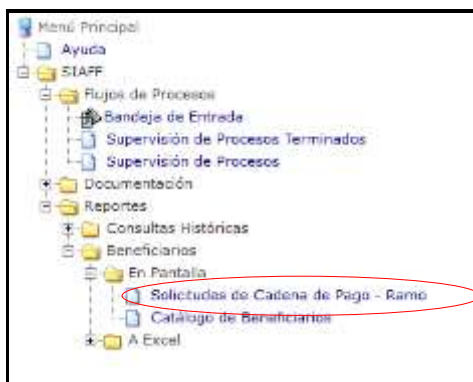 Menú Principal
Ayuda
SIAFF
Flujos de Procesos
Bandeja de Entrada
Supervisión de Procesos Terminados
Supervisión de Procesos
Documentación
Reportes
Consultas Históricas
Beneficiarios
En Pantalla
Solicitudes de Cadena de Pago - Ramo
Catálogo de Beneficiarios
A Excel